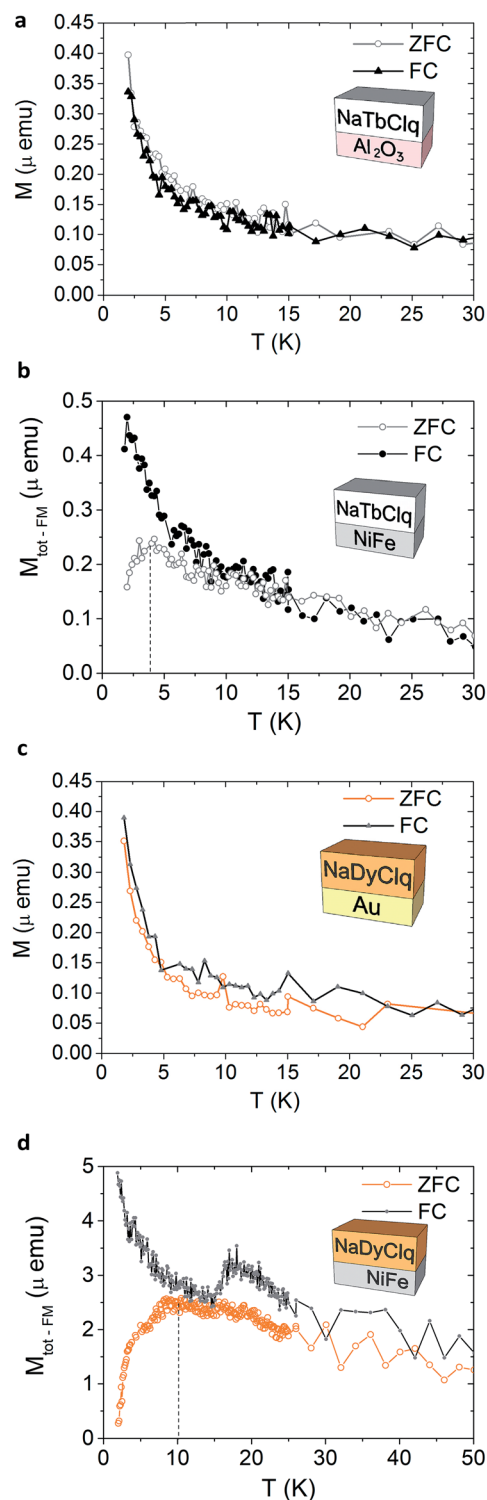 a
0.45
0.40
0.35
0.30
0.25
0.20
0.15
0.10
0.05
0.00
M (μ emu)
ZFC
FC
NaTbClq
Al₂O₃
0 5 10 15 20 25 30
T (K)
b
0.5
0.4
0.3
0.2
0.1
0.0
M tot - FM (μ emu)
ZFC
FC
NaTbClq
NiFe
0 5 10 15 20 25 30
T (K)
c
0.45
0.40
0.35
0.30
0.25
0.20
0.15
0.10
0.05
0.00
M (μ emu)
ZFC
FC
NaDyClq
Au
0 5 10 15 20 25 30
T (K)
d
5
4
3
2
1
0
M tot - FM (μ emu)
ZFC
FC
NaDyClq
NiFe
0 10 20 30 40 50
T (K)